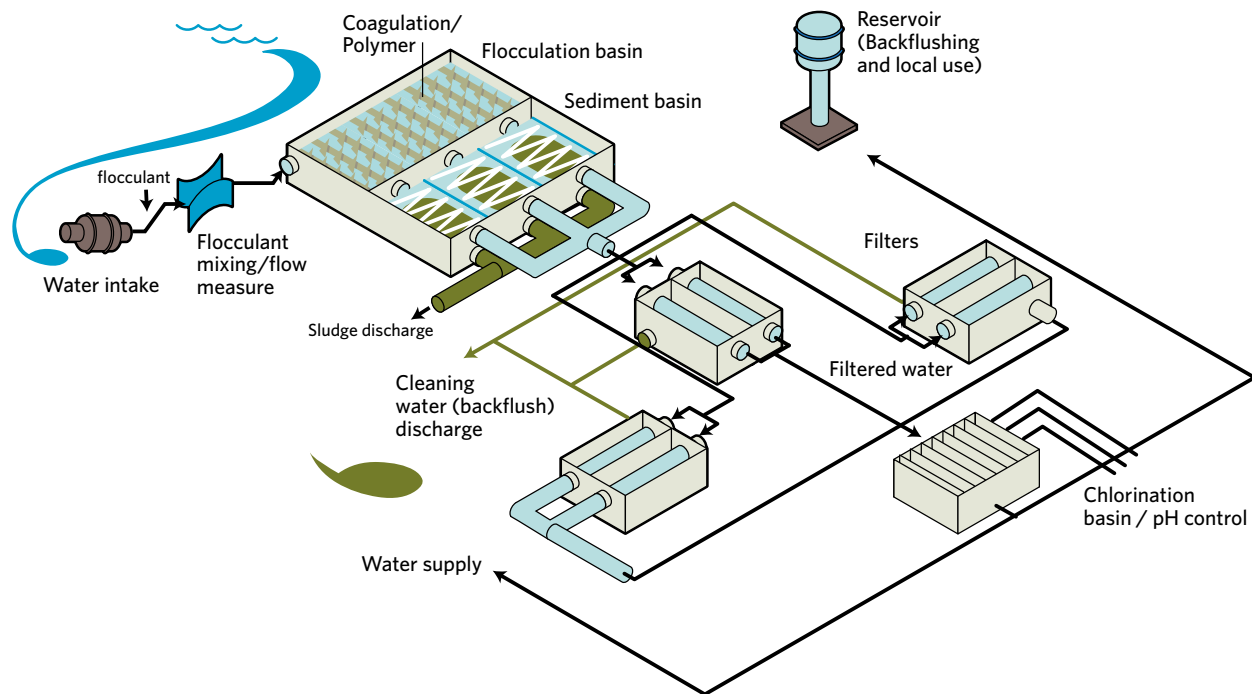 Coagulation/
Polymer
Flocculation basin
Sediment basin
Reservoir
(Backflushing
and local use)
flocculant
Water intake
Flocculant
mixing/flow
measure
Sludge discharge
Filters
Filtered water
Cleaning
water (backflush)
discharge
Chlorination
basin / pH control
Water supply